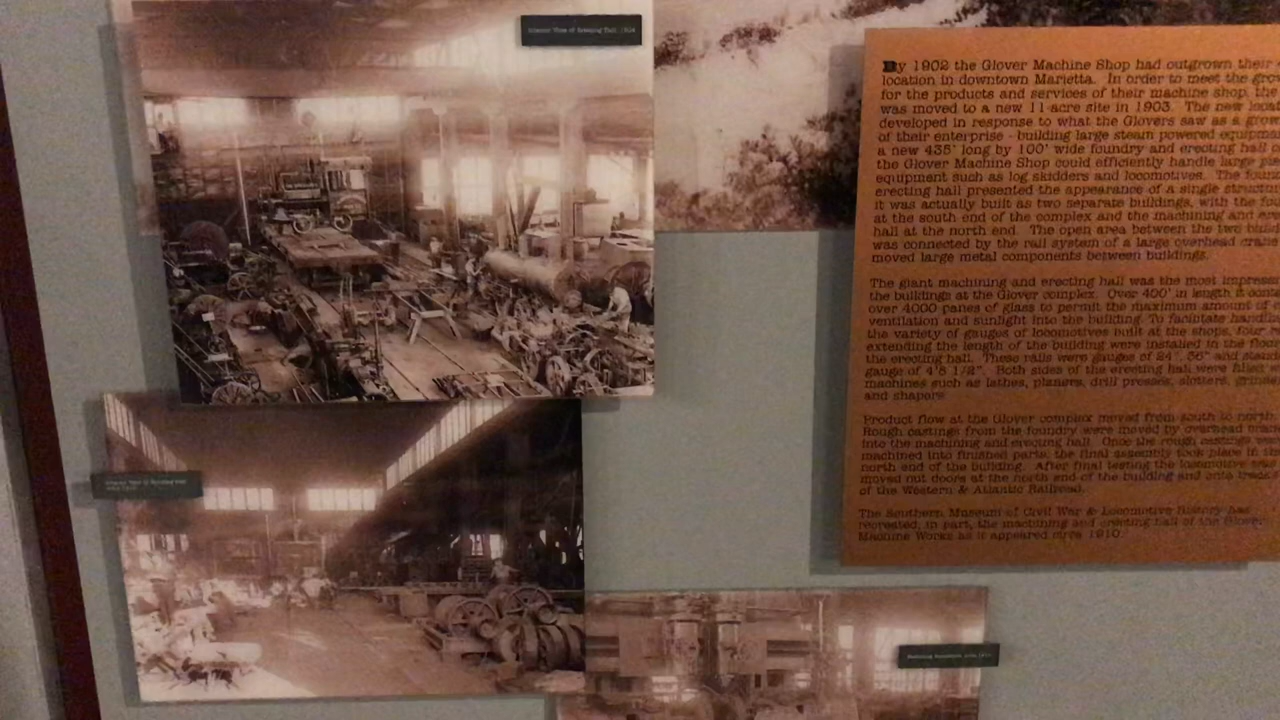 Interior View of Erecting Hall, 1904
By 1902 the Glover Machine Shop had outgrown their
location in downtown Marietta. In order to meet the
for the products and services of their machine shop, the
was moved to a new 11 acre site in 1903. The new
developed in response to what the Glovers saw as a
of their enterprise - building large steam powered
a new 435' long by 100' wide foundry and erecting hall
the Glover Machine Shop could efficiently handle large
equipment such as log skidders and locomotives. The
erecting hall presented the appearance of a single
it was actually built as two separate buildings, with the
at the south end of the complex and the machining and
hall at the north end. The open area between the two
was connected by the rail system of a large overhead
moved large metal components between buildings.
The giant machining and erecting hall was the most
the buildings at the Glover complex. Over 400' in length it
over 4000 panes of glass to permit the maximum amount of
ventilation and sunlight into the building. To facilitate
the variety of gauges of locomotives built at the shops, four
extending the length of the building were installed in the floor
the erecting hall. These rails were gauges of 24", 36" and
gauge of 4'8 1/2". Both sides of the erecting hall were filled
machines such as lathes, planers, drill presses, slotters,
and shapers.
Product flow at the Glover complex moved from south to north.
Rough castings from the foundry were moved by overhead
into the machining and erecting hall. Once the rough castings
machined into finished parts, the final assembly took place in the
north end of the building. After final testing the locomotive
moved out doors at the north end of the building and onto
of the Western & Atlantic Railroad.
The Southern Museum of Civil War & Locomotive History has
recreated, in part, the machining and erecting hall of the Glover
Machine Works as it appeared circa 1910.